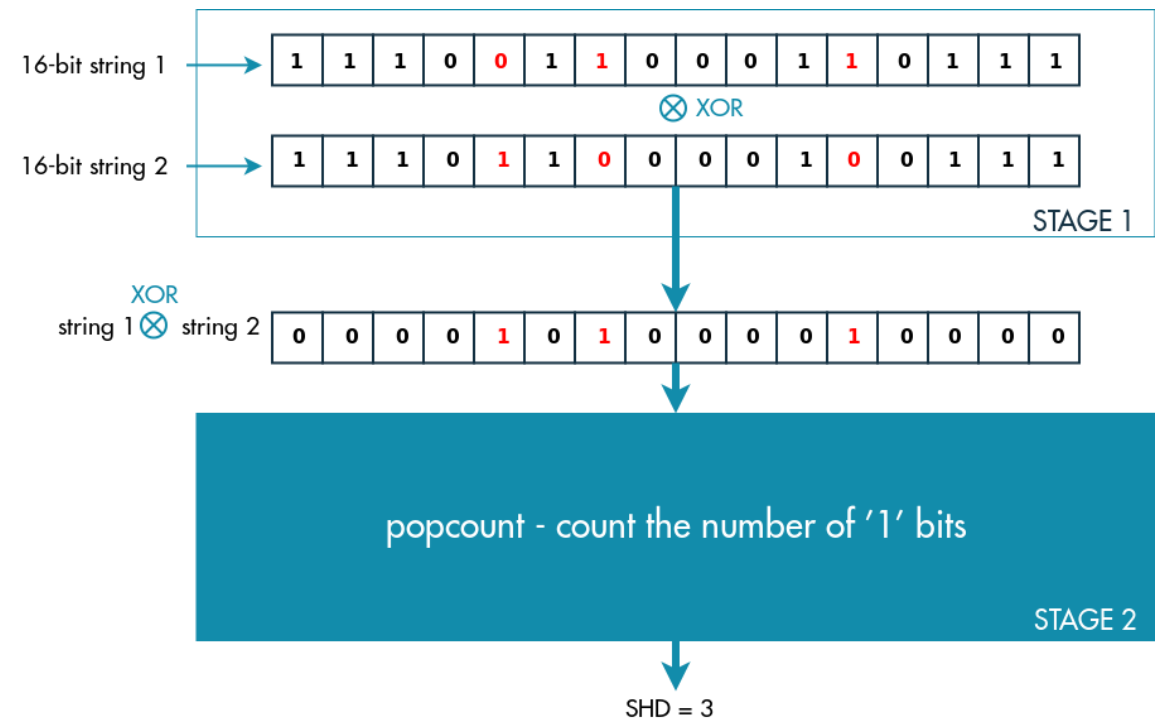 16-bit string 1 1 1 1 0 0 1 1 0 0 0 1 1 0 1 1 1
XOR
16-bit string 2 1 1 1 0 1 1 0 0 0 0 1 0 0 1 1 1
STAGE 1
XOR
string 1 string 2 0 0 0 0 1 0 1 0 0 0 0 1 0 0 0 0
popcount - count the number of '1' bits
STAGE 2
SHD = 3